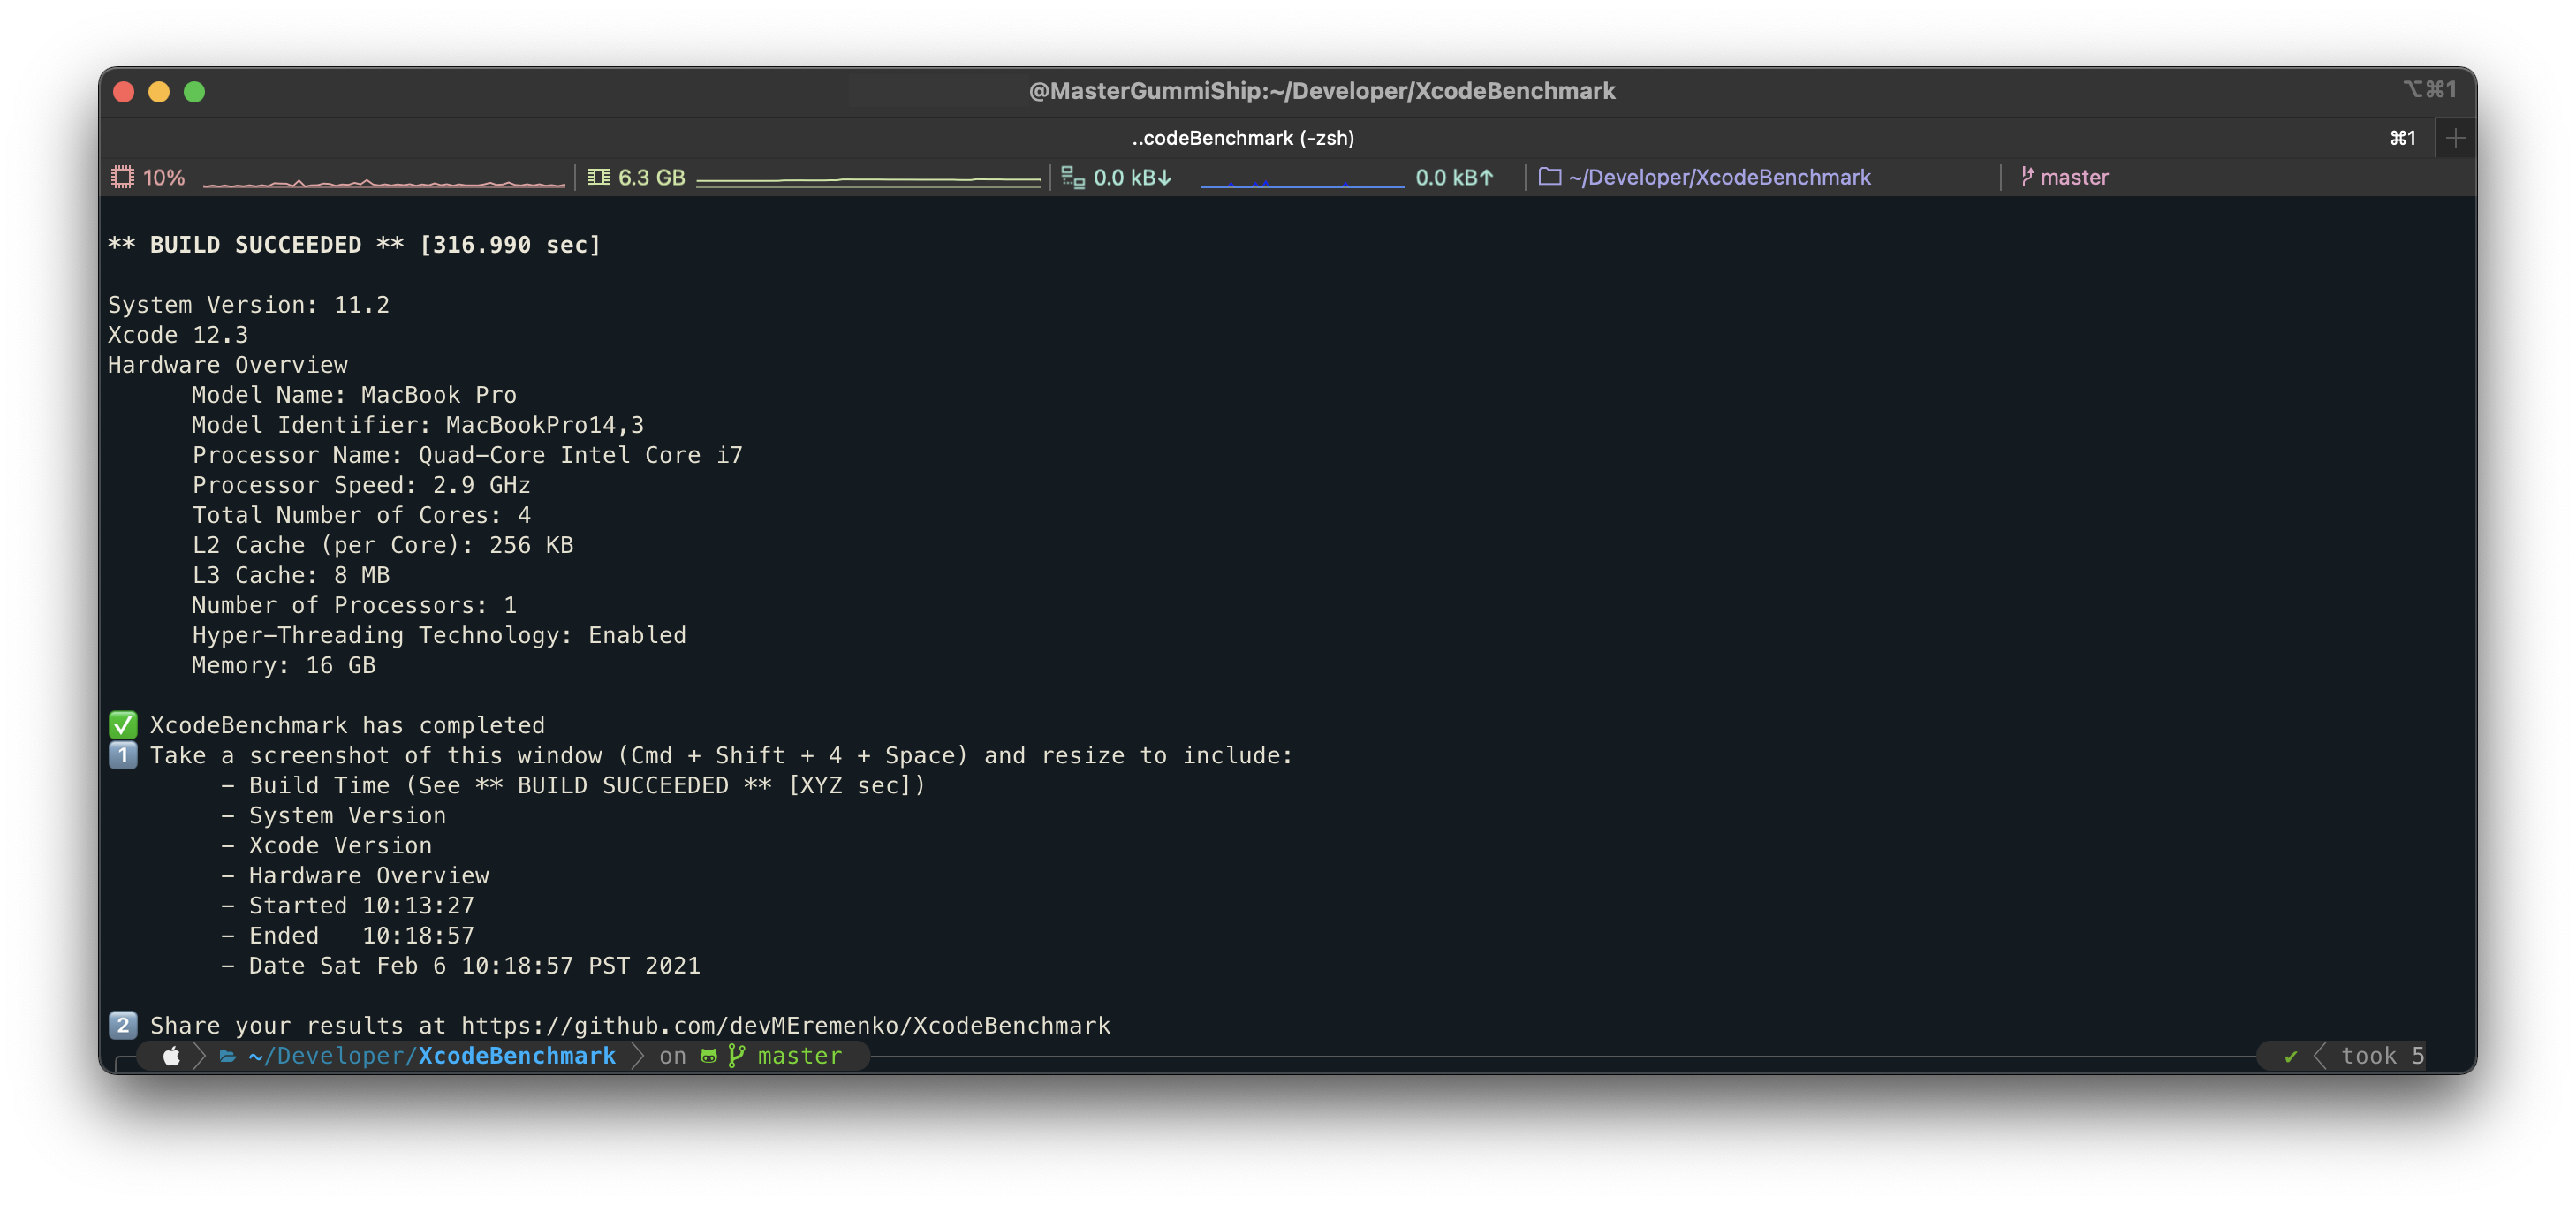 @MasterGummiShip:~/Developer/XcodeBenchmark
⌥⌘1
..codeBenchmark (-zsh)
⌘1
10%
6.3 GB
0.0 kB↓
0.0 kB↑
~/Developer/XcodeBenchmark
master
** BUILD SUCCEEDED ** [316.990 sec]
System Version: 11.2
Xcode 12.3
Hardware Overview
Model Name: MacBook Pro
Model Identifier: MacBookPro14,3
Processor Name: Quad-Core Intel Core i7
Processor Speed: 2.9 GHz
Total Number of Cores: 4
L2 Cache (per Core): 256 KB
L3 Cache: 8 MB
Number of Processors: 1
Hyper-Threading Technology: Enabled
Memory: 16 GB
✅ XcodeBenchmark has completed
1️⃣ Take a screenshot of this window (Cmd + Shift + 4 + Space) and resize to include:
- Build Time (See ** BUILD SUCCEEDED ** [XYZ sec])
- System Version
- Xcode Version
- Hardware Overview
- Started 10:13:27
- Ended   10:18:57
- Date Sat Feb 6 10:18:57 PST 2021
2️⃣ Share your results at https://github.com/devMEremenko/XcodeBenchmark
~/Developer/XcodeBenchmark on master ✔ took 5